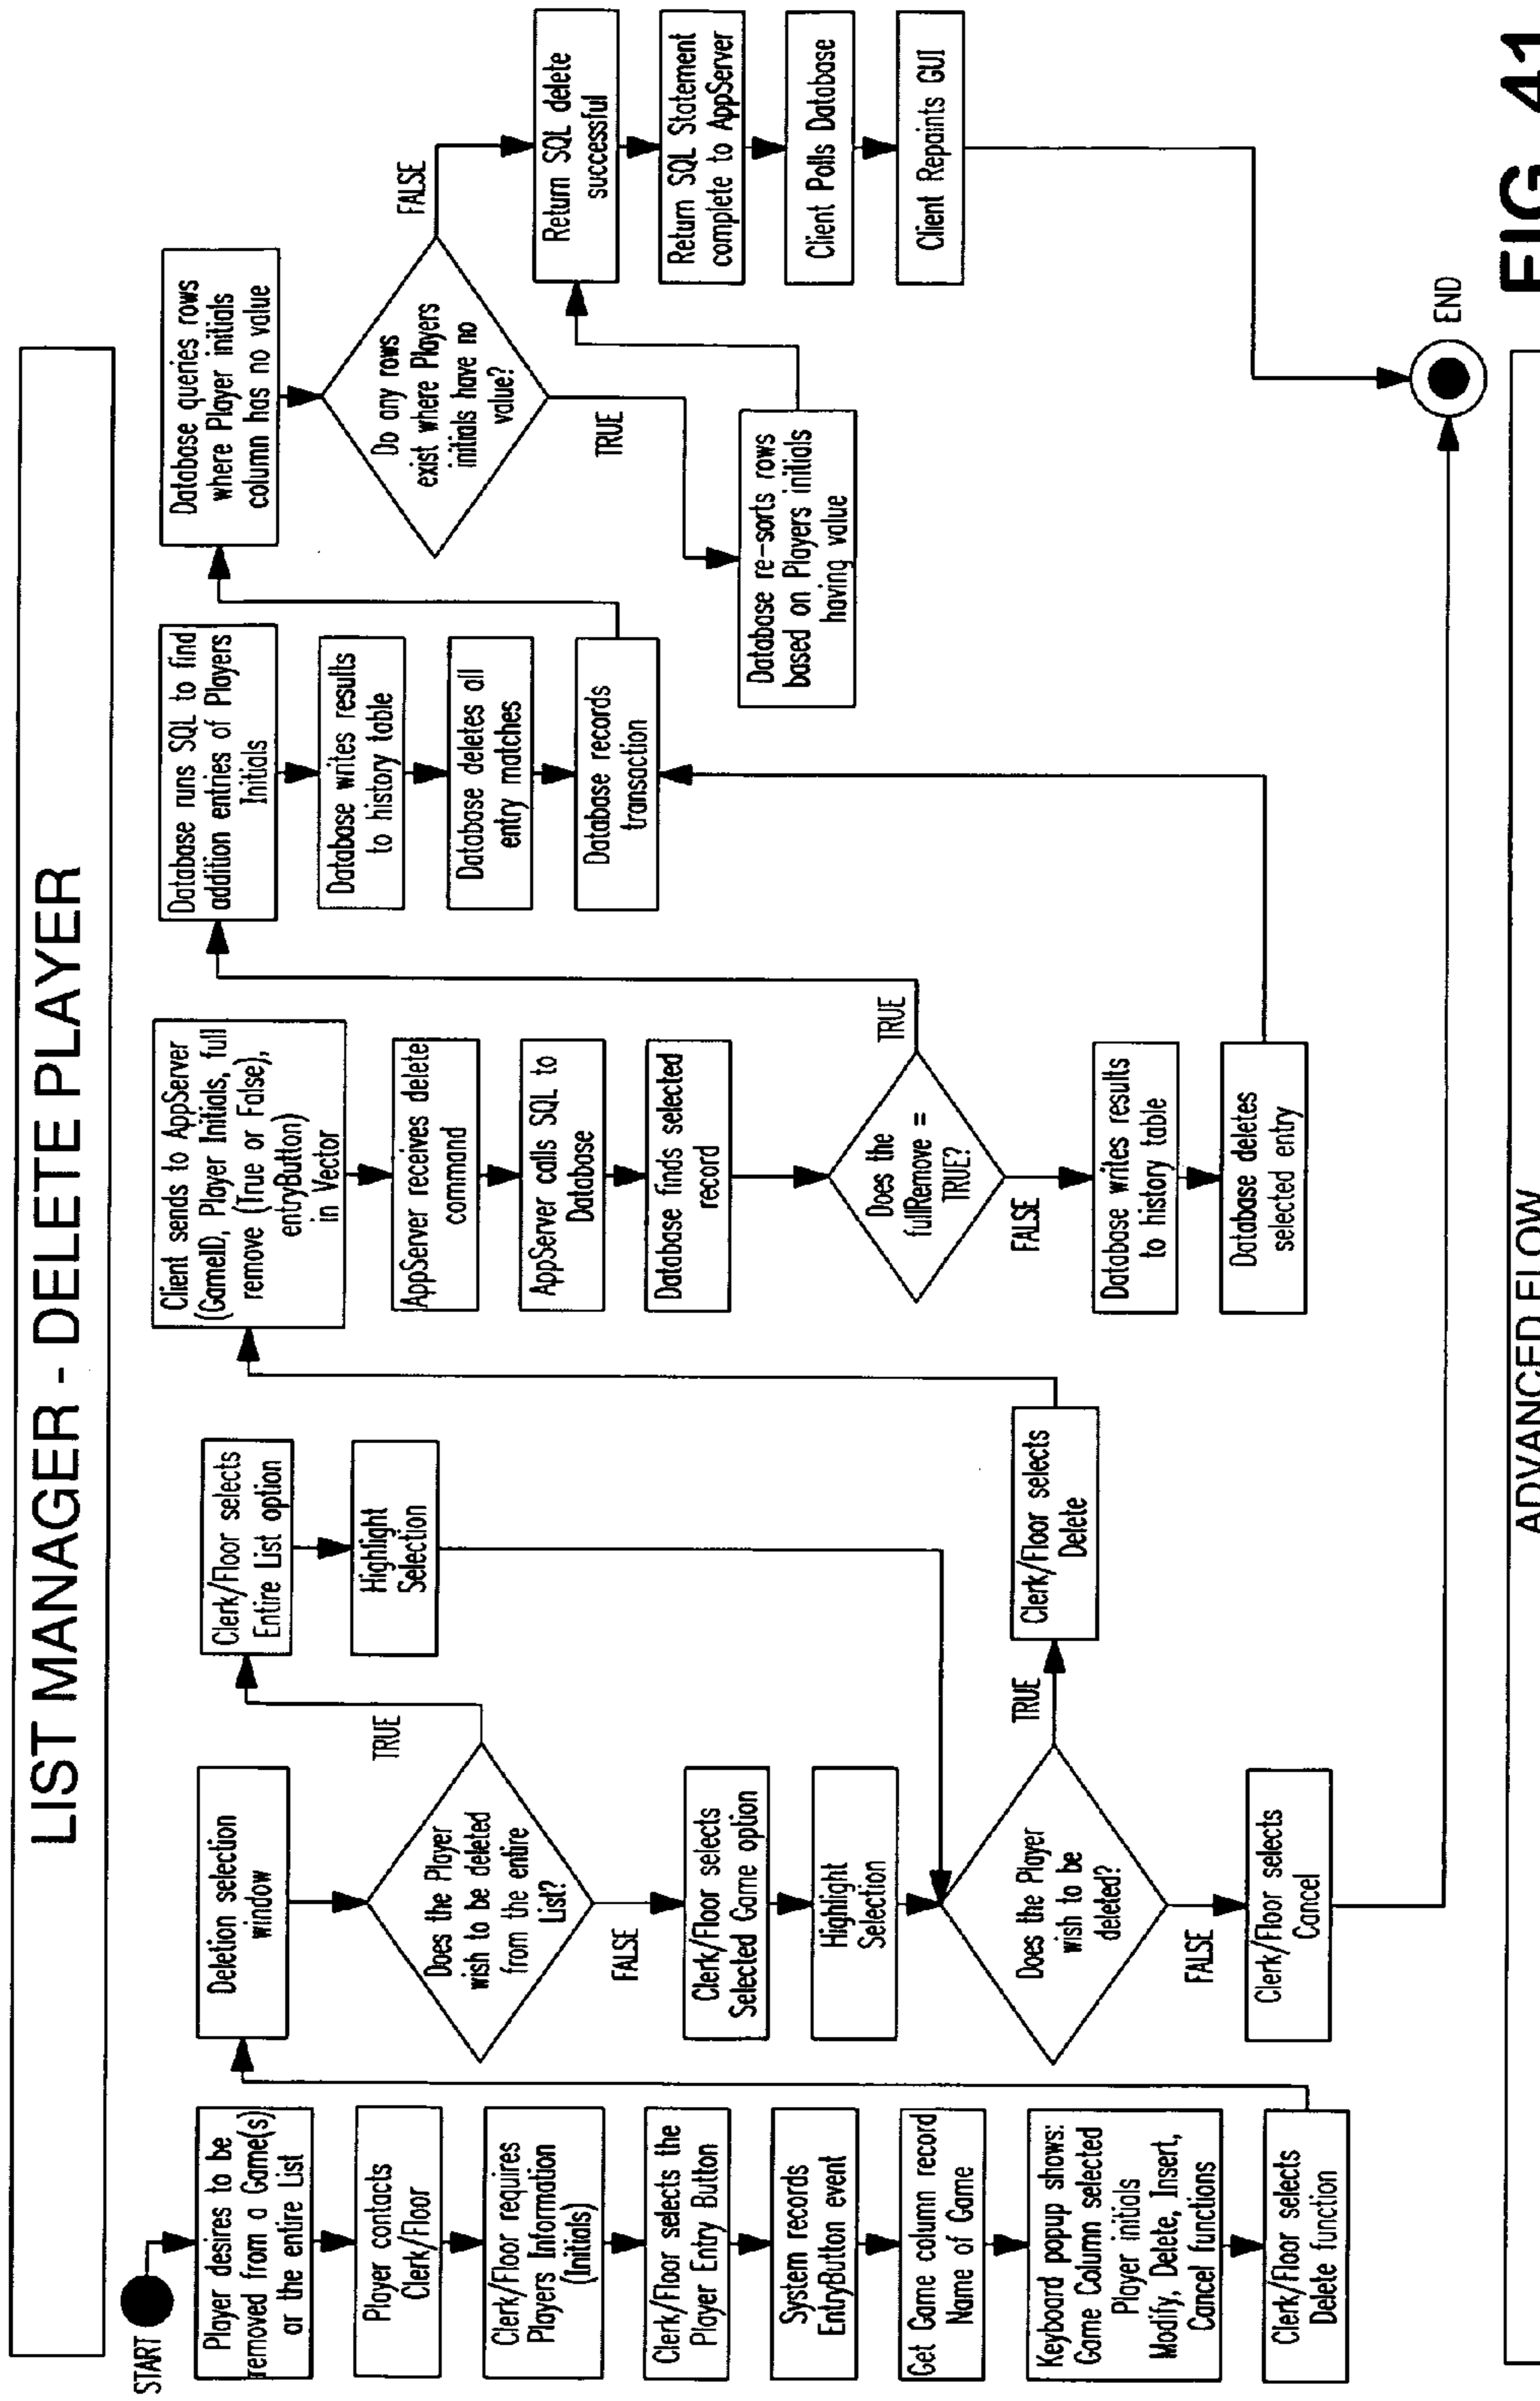 LIST MANAGER - DELETE PLAYER
START
Player desires to be
removed from a Game(s)
or the entire List
Player contacts
Clerk/Floor
Clerk/Floor requires
Players Information
(Initials)
Clerk/Floor selects the
Player Entry Button
System records
EntryButton event
Get Game column record
Name of Game
Keyboard popup shows:
Game Column selected
Player initials
Modify, Delete, Insert,
Cancel functions
Clerk/Floor selects
Delete function
Deletion selection
window
Does the Player
wish to be deleted
from the entire
List?
TRUE
FALSE
Clerk/Floor selects
Selected Game option
Highlight
Selection
Clerk/Floor selects
Entire List option
Highlight
Selection
Does the Player
wish to be
deleted?
TRUE
FALSE
Clerk/Floor selects
Cancel
Clerk/Floor selects
Delete
Client sends to AppServer
(GameID, Player Initials, full
remove (True or False),
entryButton)
in Vector
AppServer receives delete
command
AppServer calls SQL to
Database
Database finds selected
record
Does the
fullRemove =
TRUE?
TRUE
FALSE
Database writes results
to history table
Database deletes
selected entry
Database runs SQL to find
addition entries of Players
Initials
Database writes results
to history table
Database deletes all
entry matches
Database records
transaction
Database queries rows
where Player initials
column has no value
Do any rows
exist where Players
initials have no
value?
FALSE
TRUE
Database re-sorts rows
based on Players initials
having value
Return SQL delete
successful
Return SQL Statement
complete to AppServer
Client Polls Database
Client Repaints GUI
END
ADVANCED FLOW
FIG. 41